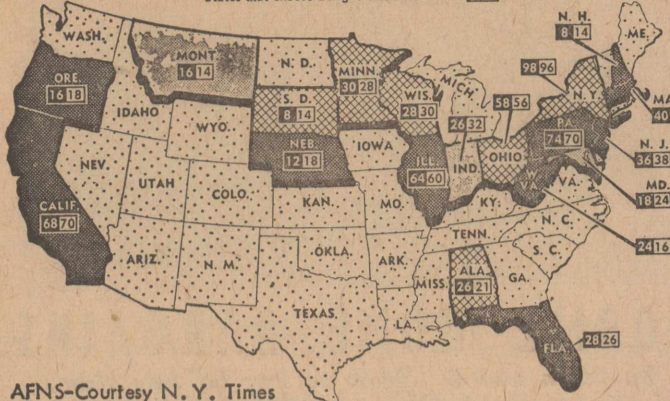 N. H.
8 14
WASH.
ME.
MONT.
16 14
N. D.
MINN.
30 28
98 96
ORE.
16 18
MICH.
58 56
N. Y.
MA
40
S. D.
8 14
WIS.
28 30
IDAHO
26 32
PA.
74 70
N. J.
36 38
WYO.
IOWA
NEB.
12 18
OHIO
ILL.
64 60
IND.
MD.
18 24
NEV.
W.
VA.
UTAH
COLO.
VA.
CALIF.
68 70
KAN.
MO.
KY.
24 16
N. C.
TENN.
ARIZ.
N. M.
OKLA.
ARK.
S. C.
MISS.
ALA.
26 21
GA.
TEXAS
LA.
FLA.
28 26
AFNS-Courtesy N. Y. Times